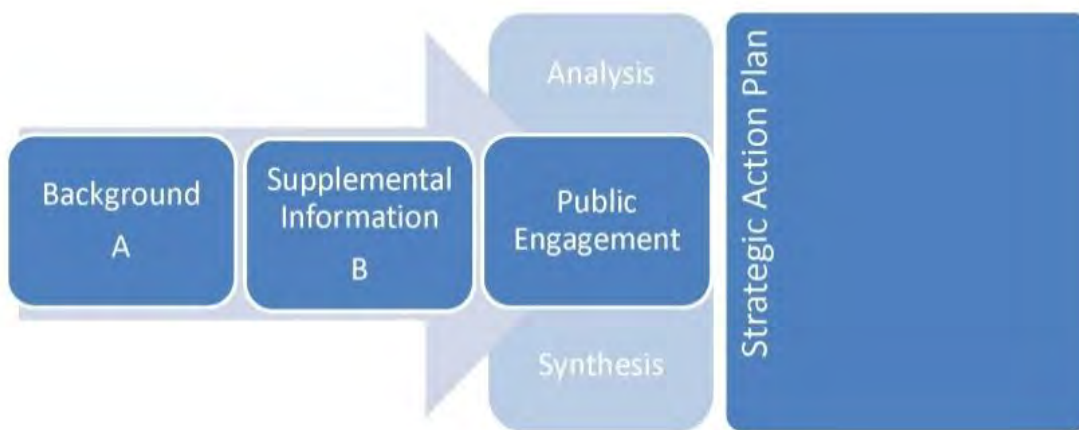 Background
A
Supplemental
Information
B
Analysis
Public
Engagement
Synthesis
Strategic Action Plan